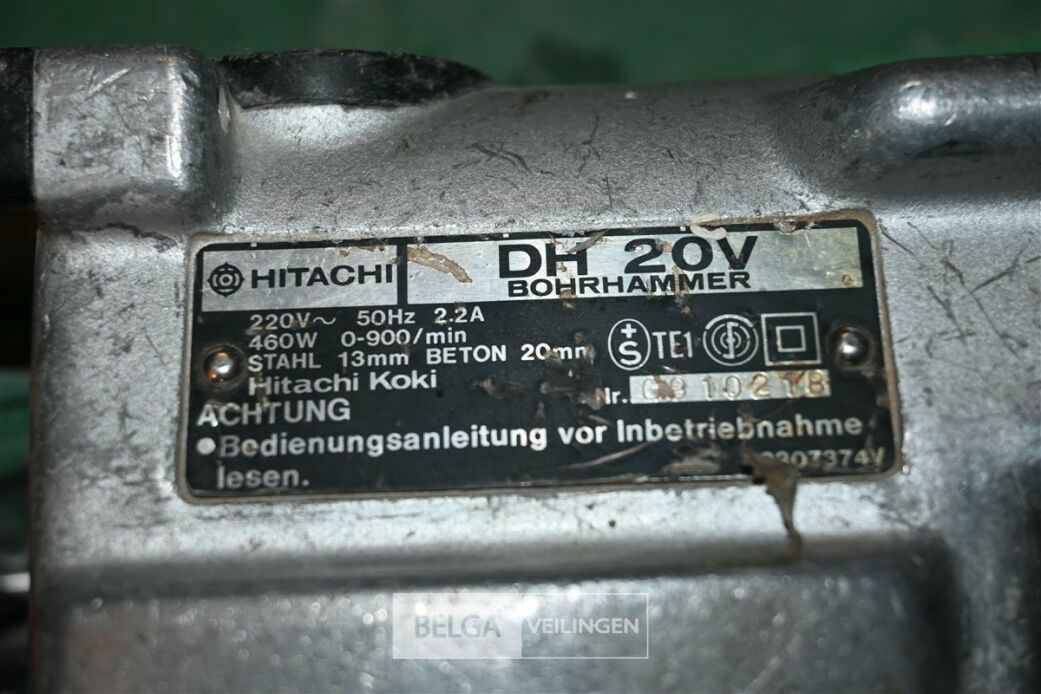 HITACHI
DH 20V
BOHRHAMMER
220V~ 50Hz 2.2A
460W 0-900/min
STAHL 13mm BETON 20mm
Hitachi Koki
+S TE1
Nr.
ACHTUNG
●Bedienungsanleitung vor Inbetriebnahme
lesen.
BELGA VEILINGEN